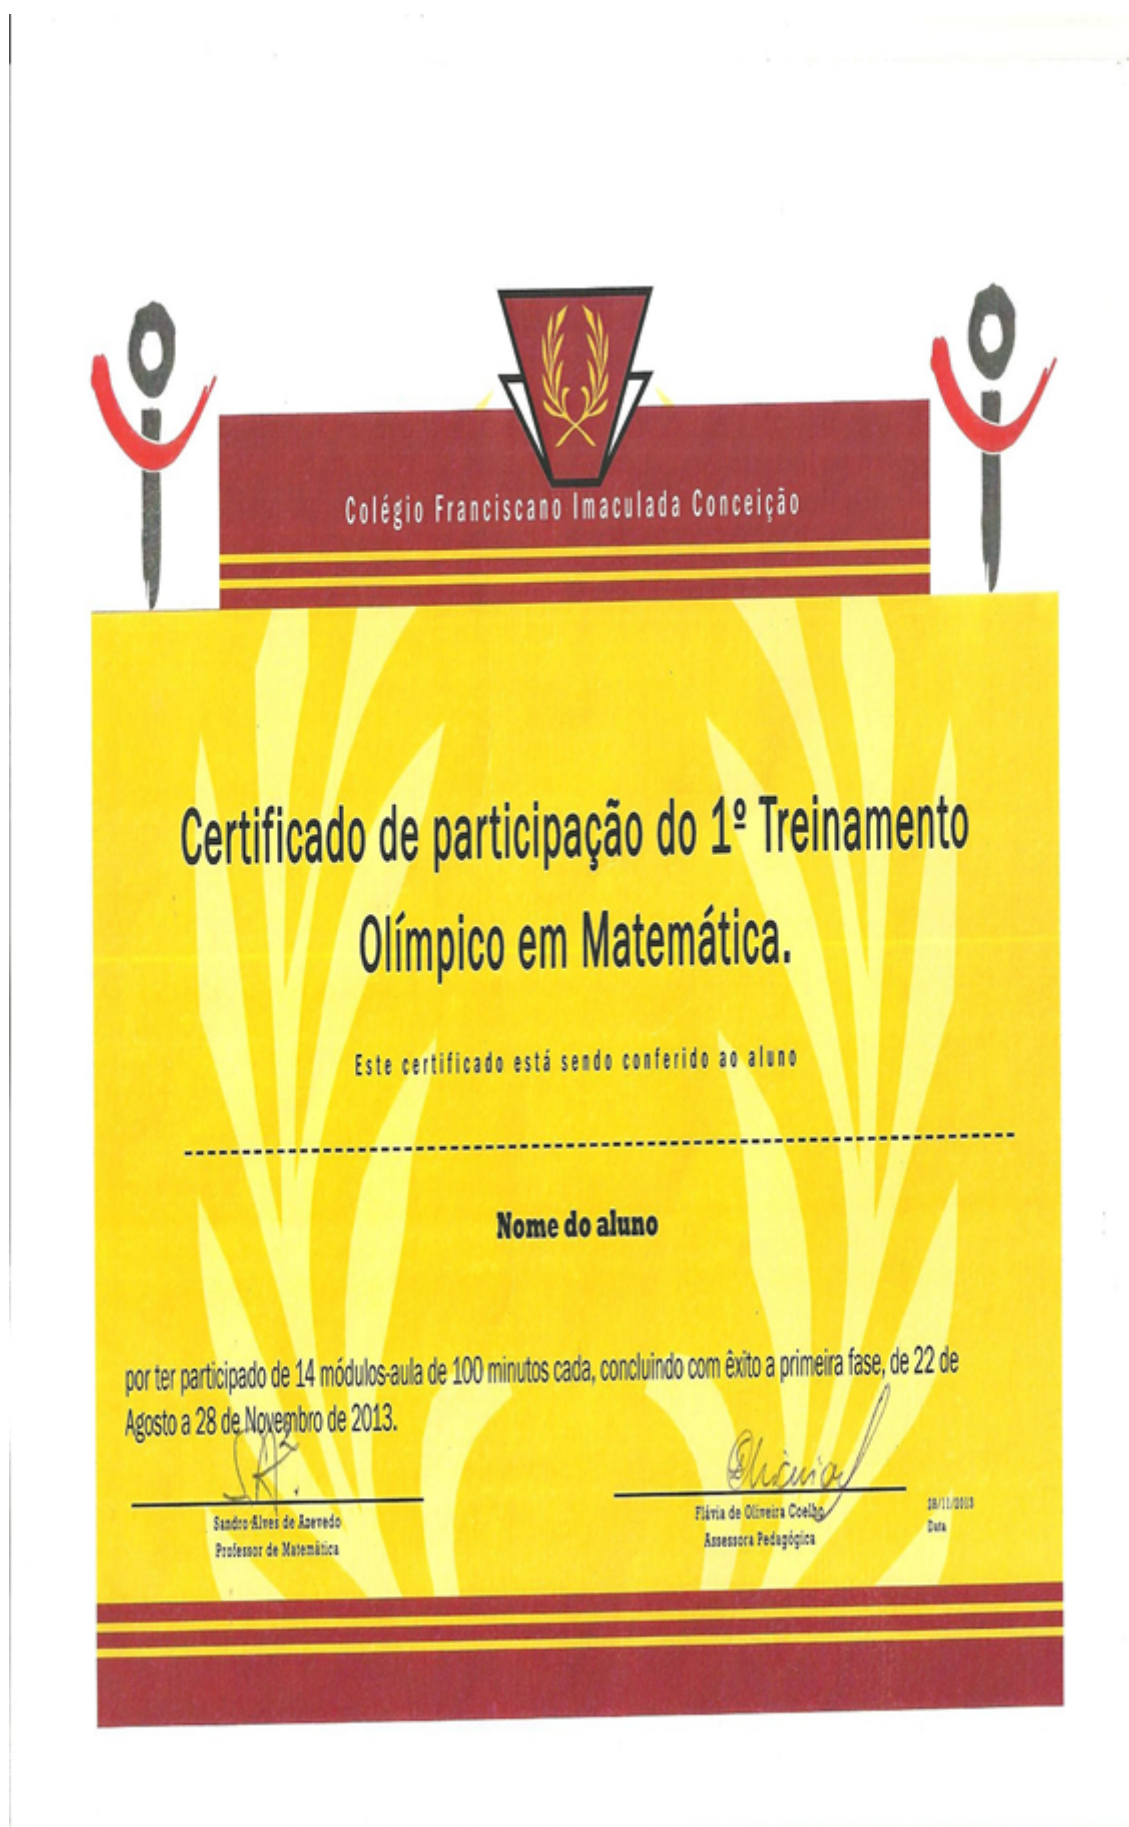 Colégio Franciscano Imaculada Conceição
Certificado de participação do 1º Treinamento
Olímpico em Matemática.
Este certificado está sendo conferido ao aluno
Nome do aluno
por ter participado de 14 módulos-aula de 100 minutos cada, concluindo com êxito a primeira fase, de 22 de
Agosto a 28 de Novembro de 2013.
Sandro Alves de Azevedo
Professor de Matemática
Flávia de Oliveira Coelho
Assessora Pedagógica
28/11/2013
Data